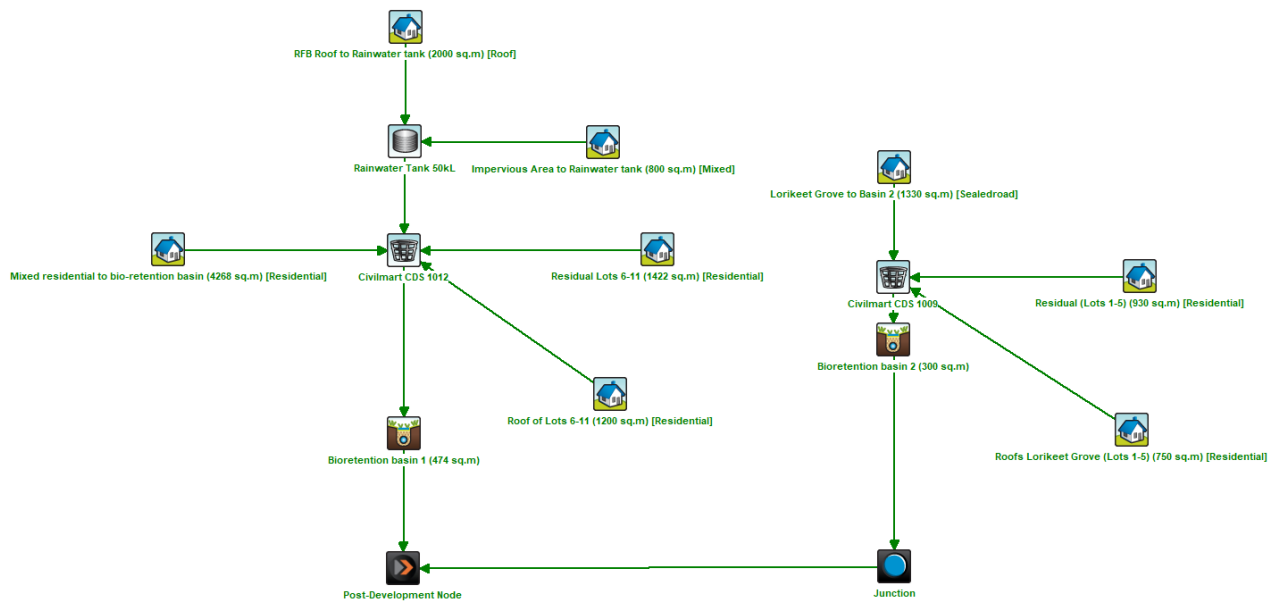 RFB Roof to Rainwater tank (2000 sq.m) [Roof]
Rainwater Tank 50kL
Impervious Area to Rainwater tank (800 sq.m) [Mixed]
Lorikeet Grove to Basin 2 (1330 sq.m) [Sealedroad]
Mixed residential to bio-retention basin (4268 sq.m) [Residential]
Civilmart CDS 1012
Residual Lots 6-11 (1422 sq.m) [Residential]
Civilmart CDS 1009
Residual (Lots 1-5) (930 sq.m) [Residential]
Bioretention basin 2 (300 sq.m)
Roof of Lots 6-11 (1200 sq.m) [Residential]
Bioretention basin 1 (474 sq.m)
Roofs Lorikeet Grove (Lots 1-5) (750 sq.m) [Residential]
Post-Development Node
Junction